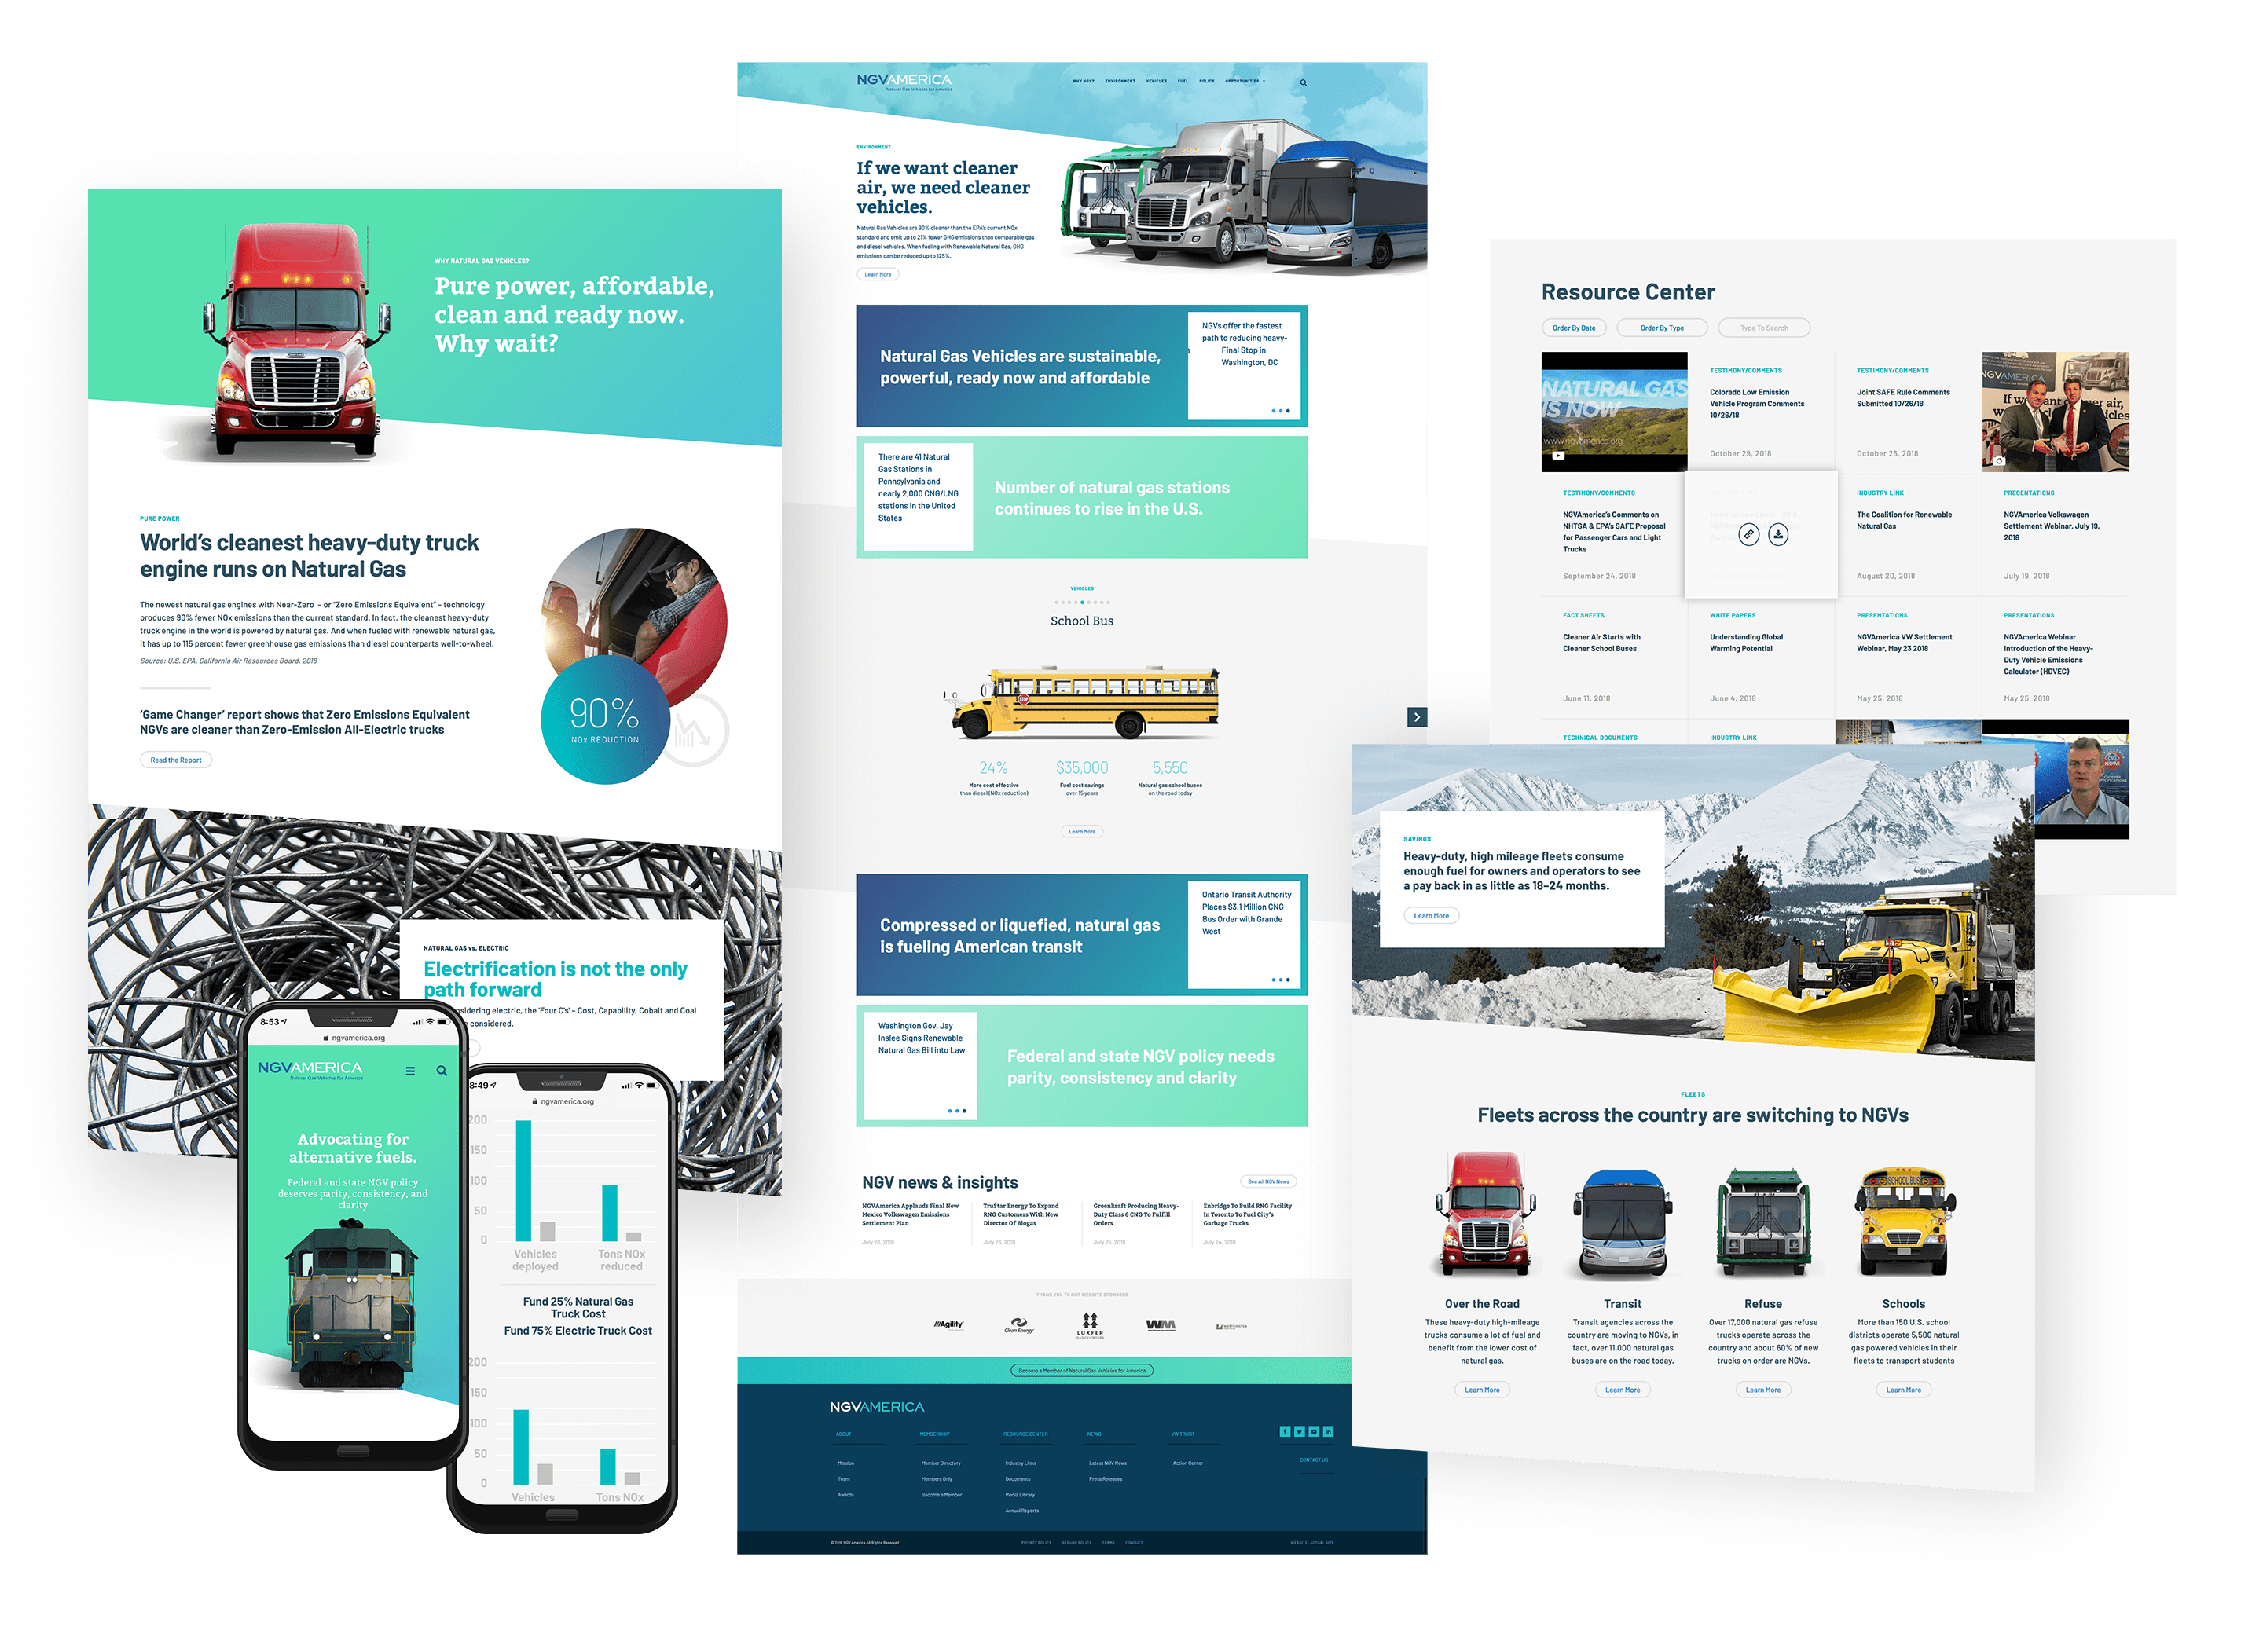 WHY NATURAL GAS VEHICLES?
Pure power, affordable,
clean and ready now.
Why wait?
PURE POWER
World's cleanest heavy-duty truck
engine runs on Natural Gas
The newest natural gas engines with Near-Zero – or "Zero Emissions Equivalent" – technology
produces 90% fewer NOx emissions than the current standard. In fact, the cleanest heavy-duty
truck engine in the world is powered by natural gas. And when fueled with renewable natural gas,
it has up to 115 percent fewer greenhouse gas emissions than diesel counterparts well-to-wheel.
Source: U.S. EPA, California Air Resources Board, 2018
90%
NOx REDUCTION
'Game Changer' report shows that Zero Emissions Equivalent
NGVs are cleaner than Zero-Emission All-Electric trucks
Read the Report
NATURAL GAS vs. ELECTRIC
Electrification is not the only
path forward
sidering electric, the 'Four C's' – Cost, Capability, Cobalt and Coal
considered.
8:53
ngvamerica.org
NGVAMERICA
Natural Gas Vehicles for America
Advocating for
alternative fuels.
Federal and state NGV policy
deserves parity, consistency, and
clarity
8:49
ngvamerica.org
200
150
100
50
0
Vehicles
deployed
Tons NOx
reduced
Fund 25% Natural Gas
Truck Cost
Fund 75% Electric Truck Cost
200
150
100
50
0
Vehicles
Tons NOx
NGVAMERICA
Natural Gas Vehicles for America
WHY NGV?
ENVIRONMENT
VEHICLES
FUEL
POLICY
OPPORTUNITIES
ENVIRONMENT
If we want cleaner
air, we need cleaner
vehicles.
Natural Gas Vehicles are 90% cleaner than the EPA's current NOx
standard and emit up to 21% fewer GHG emissions than comparable gas
and diesel vehicles. When fueling with Renewable Natural Gas, GHG
emissions can be reduced up to 125%.
Learn More
Natural Gas Vehicles are sustainable,
powerful, ready now and affordable
NGVs offer the fastest
path to reducing heavy-
s
Final Stop in
Washington, DC
There are 41 Natural
Gas Stations in
Pennsylvania and
nearly 2,000 CNG/LNG
stations in the United
States
Number of natural gas stations
continues to rise in the U.S.
VEHICLES
School Bus
24%
More cost effective
than diesel (NOx reduction)
$35,000
Fuel cost savings
over 15 years
5,550
Natural gas school buses
on the road today
Learn More
Compressed or liquefied, natural gas
is fueling American transit
Ontario Transit Authority
Places $3.1 Million CNG
Bus Order with Grande
West
Washington Gov. Jay
Inslee Signs Renewable
Natural Gas Bill into Law
Federal and state NGV policy needs
parity, consistency and clarity
NGV news & insights
See All NGV News
NGVAmerica Applauds Final New
Mexico Volkswagen Emissions
Settlement Plan
July 26, 2018
TruStar Energy To Expand
RNG Customers With New
Director Of Biogas
July 26, 2018
Greenkraft Producing Heavy-
Duty Class 6 CNG To Fulfill
Orders
July 25, 2018
Enbridge To Build RNG Facility
In Toronto To Fuel City's
Garbage Trucks
July 24, 2018
THANK YOU TO OUR WEBSITE SPONSORS
Agility
Clean Energy
LUXFER
GAS CYLINDERS
WM
WORTHINGTON
Become a Member of Natural Gas Vehicles for America
NGVAMERICA
ABOUT
Mission
Team
Awards
MEMBERSHIP
Member Directory
Members Only
Become a Member
RESOURCE CENTER
Industry Links
Documents
Media Library
Annual Reports
NEWS
Latest NGV News
Press Releases
VW TRUST
Action Center
CONTACT US
© 2018 NGV America All Rights Reserved
PRIVACY POLICY
REFUND POLICY
TERMS
CONDUCT
WEBSITE: ACTUAL SIZE
Resource Center
Order By Date
Order By Type
Type To Search
NATURAL GAS
IS NOW
www.ngvamerica.org
TESTIMONY/COMMENTS
Colorado Low Emission
Vehicle Program Comments
10/26/18
October 29, 2018
TESTIMONY/COMMENTS
Joint SAFE Rule Comments
Submitted 10/26/18
October 26, 2018
NGVAMERICA
TESTIMONY/COMMENTS
NGVAmerica's Comments on
NHTSA & EPA's SAFE Proposal
for Passenger Cars and Light
Trucks
September 24, 2018
INDUSTRY LINK
The Coalition for Renewable
Natural Gas
August 20, 2018
PRESENTATIONS
NGVAmerica Volkswagen
Settlement Webinar, July 19,
2018
July 19, 2018
FACT SHEETS
Cleaner Air Starts with
Cleaner School Buses
June 11, 2018
WHITE PAPERS
Understanding Global
Warming Potential
June 4, 2018
PRESENTATIONS
NGVAmerica VW Settlement
Webinar, May 23 2018
May 25, 2018
PRESENTATIONS
NGVAmerica Webinar
Introduction of the Heavy-
Duty Vehicle Emissions
Calculator (HDVEC)
May 25, 2018
TECHNICAL DOCUMENTS
INDUSTRY LINK
SAVINGS
Heavy-duty, high mileage fleets consume
enough fuel for owners and operators to see
a pay back in as little as 18–24 months.
Learn More
FLEETS
Fleets across the country are switching to NGVs
SCHOOL BUS
Over the Road
These heavy-duty high-mileage
trucks consume a lot of fuel and
benefit from the lower cost of
natural gas.
Learn More
Transit
Transit agencies across the
country are moving to NGVs, in
fact, over 11,000 natural gas
buses are on the road today.
Learn More
Refuse
Over 17,000 natural gas refuse
trucks operate across the
country and about 60% of new
trucks on order are NGVs.
Learn More
Schools
More than 150 U.S. school
districts operate 5,500 natural
gas powered vehicles in their
fleets to transport students
Learn More